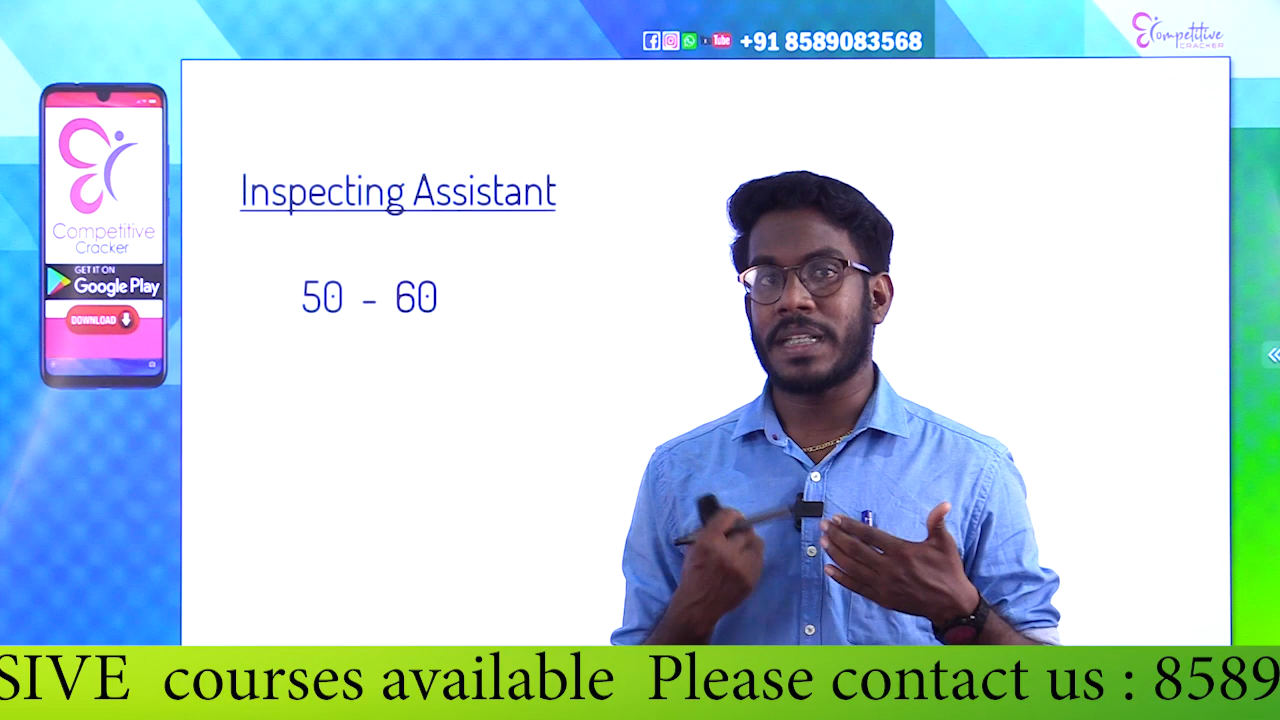 Tube +91 8589083568
Competitive
CRACKER
Competitive
Cracker
GET IT ON
Google Play
DOWNLOAD
Inspecting Assistant
50 - 60
SIVE courses available Please contact us : 8589